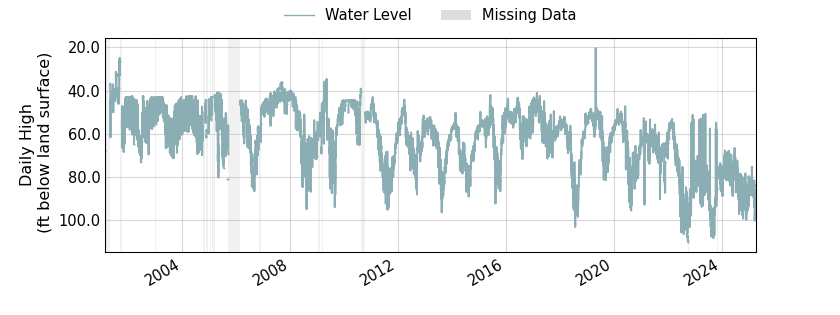 Water Level
Missing Data
Daily High
(ft below land surface)
20.0
40.0
60.0
80.0
100.0
2004
2008
2012
2016
2020
2024